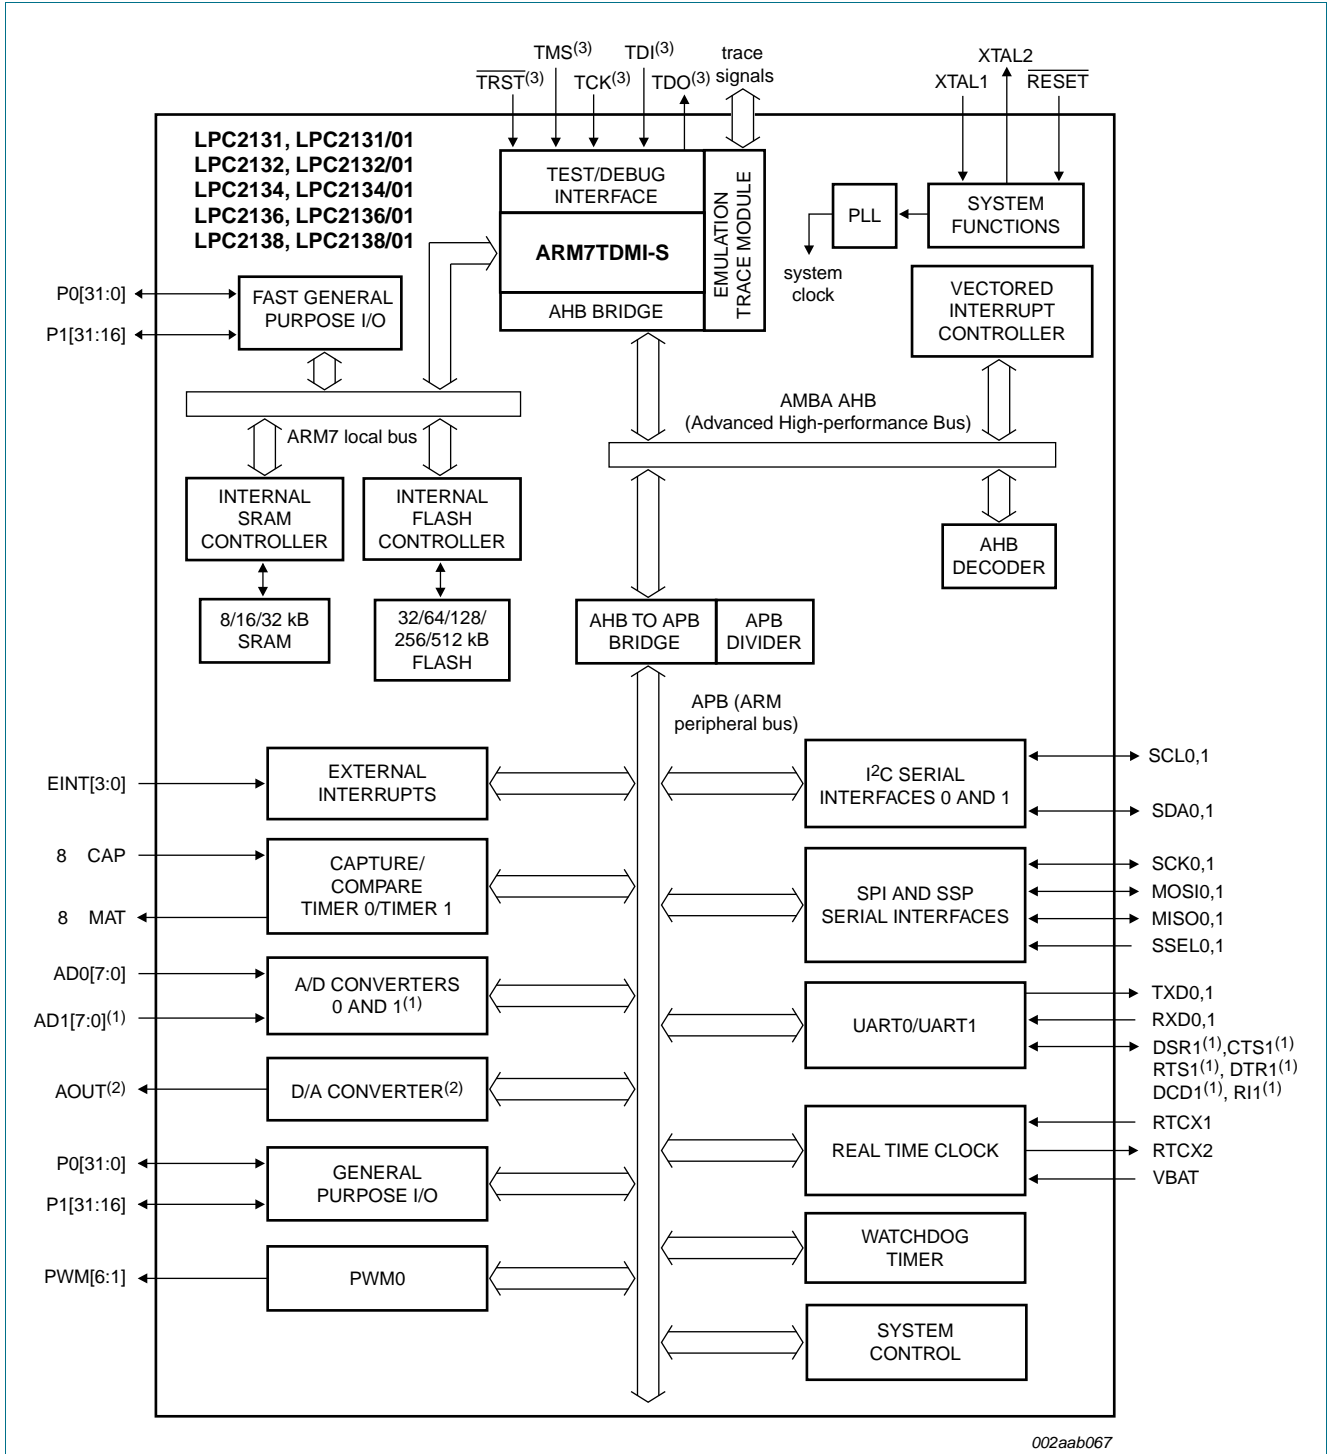 XTAL2
TMS(3)
TDI(3)
trace
signals
TRST(3)
TCK(3)
TDO(3)
XTAL1
RESET
LPC2131, LPC2131/01
LPC2132, LPC2132/01
LPC2134, LPC2134/01
LPC2136, LPC2136/01
LPC2138, LPC2138/01
TEST/DEBUG
INTERFACE
ARM7TDMI-S
AHB BRIDGE
EMULATION
TRACE MODULE
PLL
SYSTEM
FUNCTIONS
system
clock
VECTORED
INTERRUPT
CONTROLLER
P0[31:0]
P1[31:16]
FAST GENERAL
PURPOSE I/O
ARM7 local bus
AMBA AHB
(Advanced High-performance Bus)
INTERNAL
SRAM
CONTROLLER
INTERNAL
FLASH
CONTROLLER
AHB
DECODER
8/16/32 kB
SRAM
32/64/128/
256/512 kB
FLASH
AHB TO APB
BRIDGE
APB
DIVIDER
APB (ARM
peripheral bus)
EINT[3:0]
EXTERNAL
INTERRUPTS
I2C SERIAL
INTERFACES 0 AND 1
SCL0,1
SDA0,1
8 CAP
8 MAT
CAPTURE/
COMPARE
TIMER 0/TIMER 1
SPI AND SSP
SERIAL INTERFACES
SCK0,1
MOSI0,1
MISO0,1
SSEL0,1
AD0[7:0]
AD1[7:0](1)
A/D CONVERTERS
0 AND 1(1)
UART0/UART1
TXD0,1
RXD0,1
DSR1(1),CTS1(1)
RTS1(1), DTR1(1)
DCD1(1), RI1(1)
AOUT(2)
D/A CONVERTER(2)
REAL TIME CLOCK
RTCX1
RTCX2
VBAT
P0[31:0]
P1[31:16]
GENERAL
PURPOSE I/O
WATCHDOG
TIMER
PWM[6:1]
PWM0
SYSTEM
CONTROL
002aab067